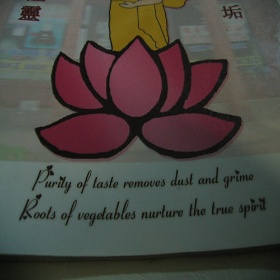 靈
垢
Purity of taste removes dust and grime
Roots of vegetables nurture the true spirit